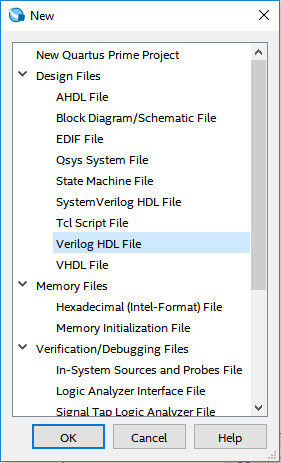 New
New Quartus Prime Project
Design Files
AHDL File
Block Diagram/Schematic File
EDIF File
Qsys System File
State Machine File
SystemVerilog HDL File
Tcl Script File
Verilog HDL File
VHDL File
Memory Files
Hexadecimal (Intel-Format) File
Memory Initialization File
Verification/Debugging Files
In-System Sources and Probes File
Logic Analyzer Interface File
Signal Tap Logic Analyzer File
OK Cancel Help